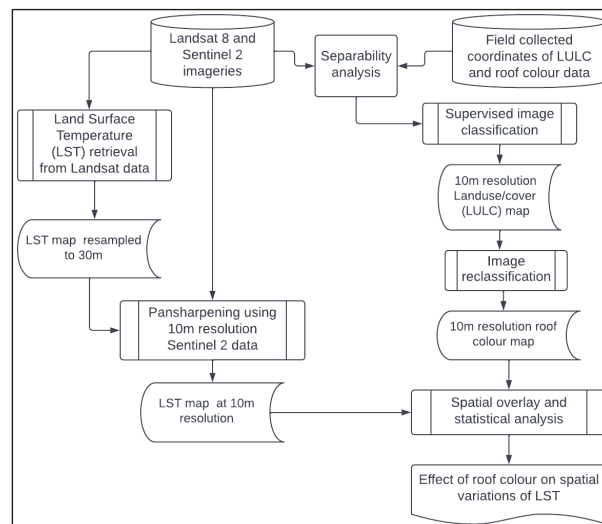 Landsat 8 and
Sentinel 2
imageries
Separability
analysis
Field collected
coordinates of LULC
and roof colour data
Land Surface
Temperature
(LST) retrieval
from Landsat data
Supervised image
classification
10m resolution
Landuse/cover
(LULC) map
LST map resampled
to 30m
Image
reclassification
Pansharpening using
10m resolution
Sentinel 2 data
10m resolution roof
colour map
LST map at 10m
resolution
Spatial overlay and
statistical analysis
Effect of roof colour on spatial
variations of LST